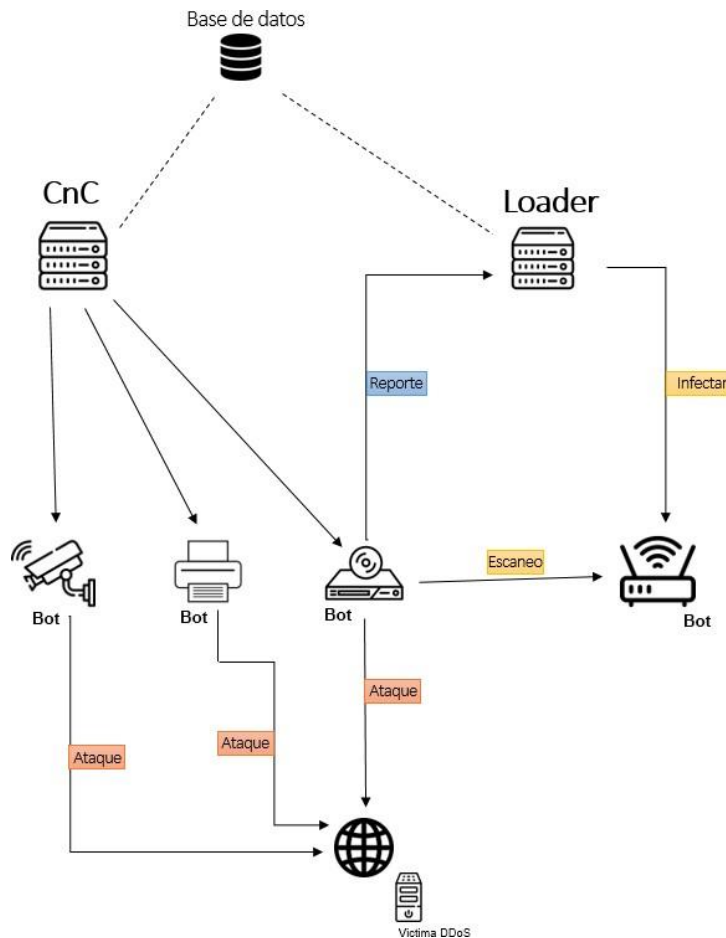 Base de datos
CnC
Loader
Reporte
Infectar
Escaneo
Bot
Bot
Bot
Bot
Ataque
Ataque
Ataque
Victima DDoS